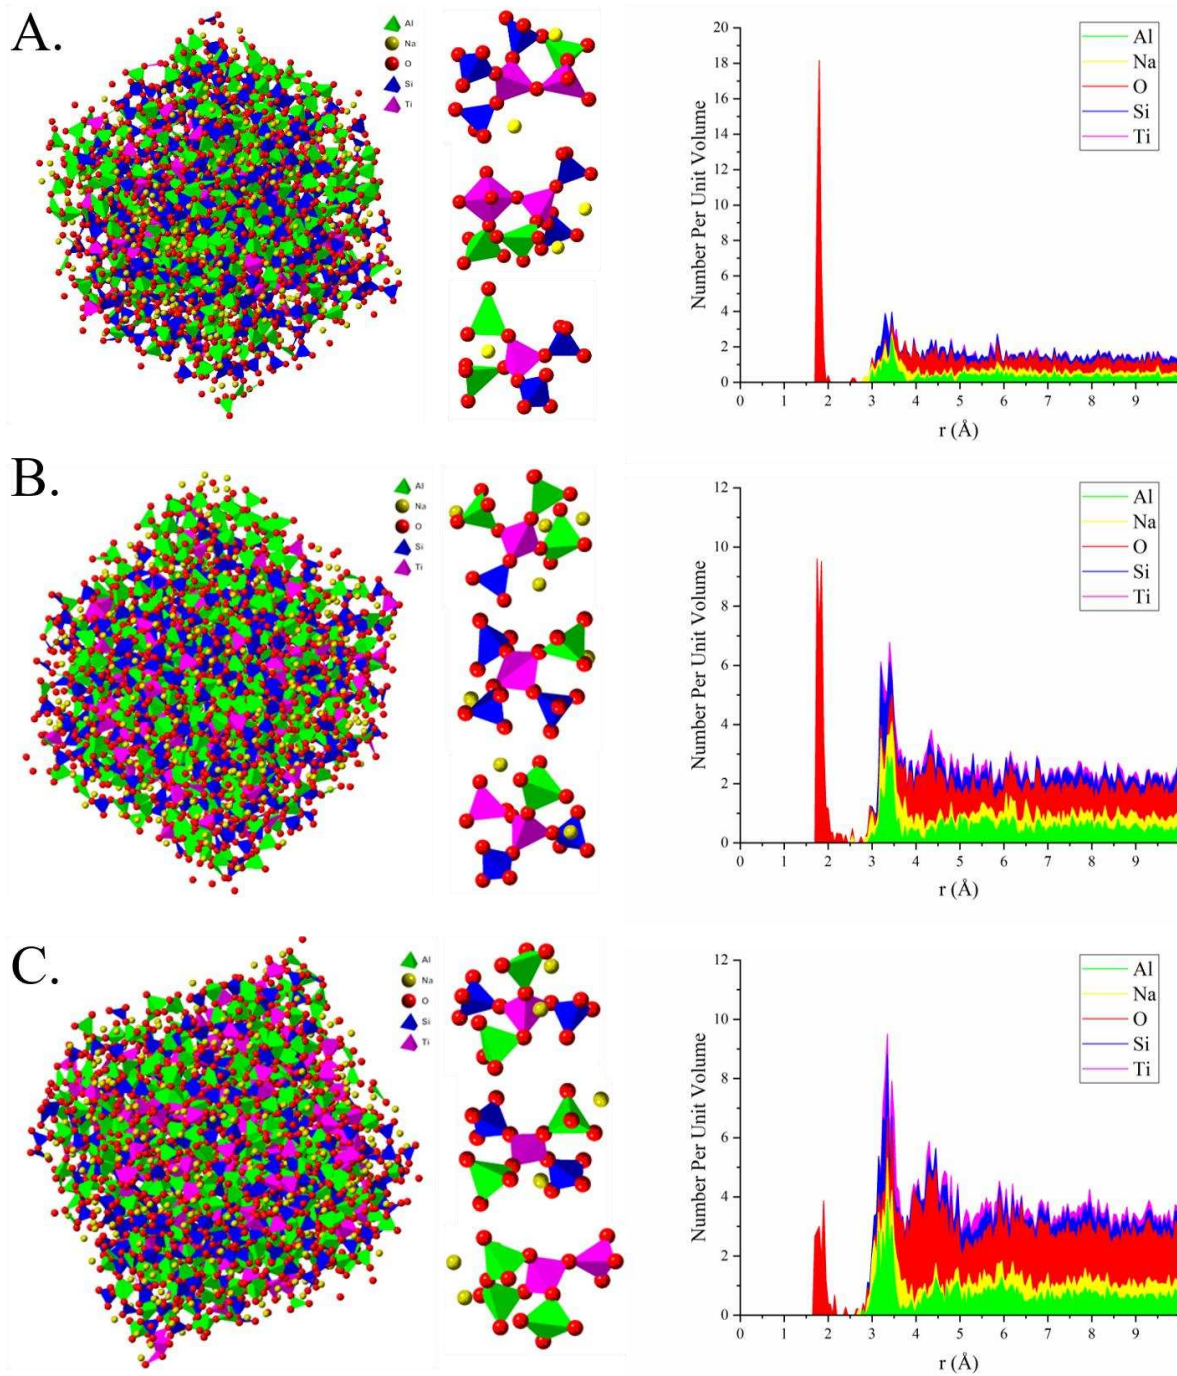 A.
Al
Na
O
Si
Ti
Number Per Unit Volume
20
18
16
14
12
10
8
6
4
2
0
Al
Na
O
Si
Ti
0 1 2 3 4 5 6 7 8 9
r (Å)
B.
Al
Na
O
Si
Ti
Number Per Unit Volume
12
10
8
6
4
2
0
Al
Na
O
Si
Ti
0 1 2 3 4 5 6 7 8 9
r (Å)
C.
Al
Na
O
Si
Ti
Number Per Unit Volume
12
10
8
6
4
2
0
Al
Na
O
Si
Ti
0 1 2 3 4 5 6 7 8 9
r (Å)